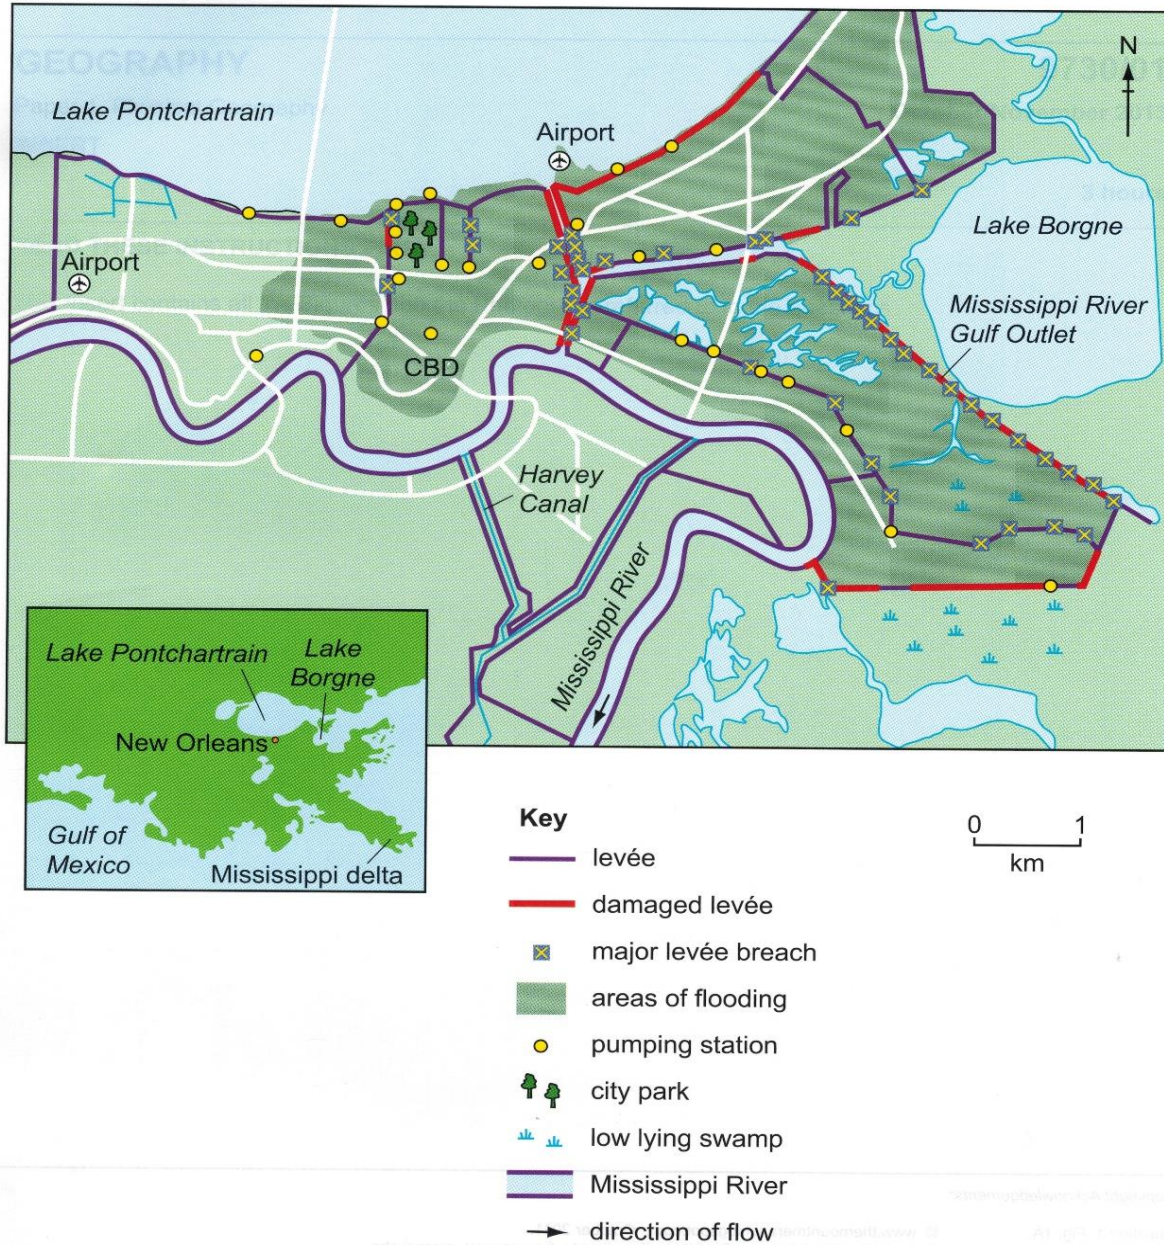 GEOGRAPHY
N
Lake Pontchartrain
Airport
Airport
Lake Borgne
Mississippi River
Gulf Outlet
CBD
Harvey
Canal
Mississippi River
Lake Pontchartrain
Lake
Borgne
New Orleans
Gulf of
Mexico
Mississippi delta
Key
0 1
km
levée
damaged levée
major levée breach
areas of flooding
pumping station
city park
low lying swamp
Mississippi River
direction of flow